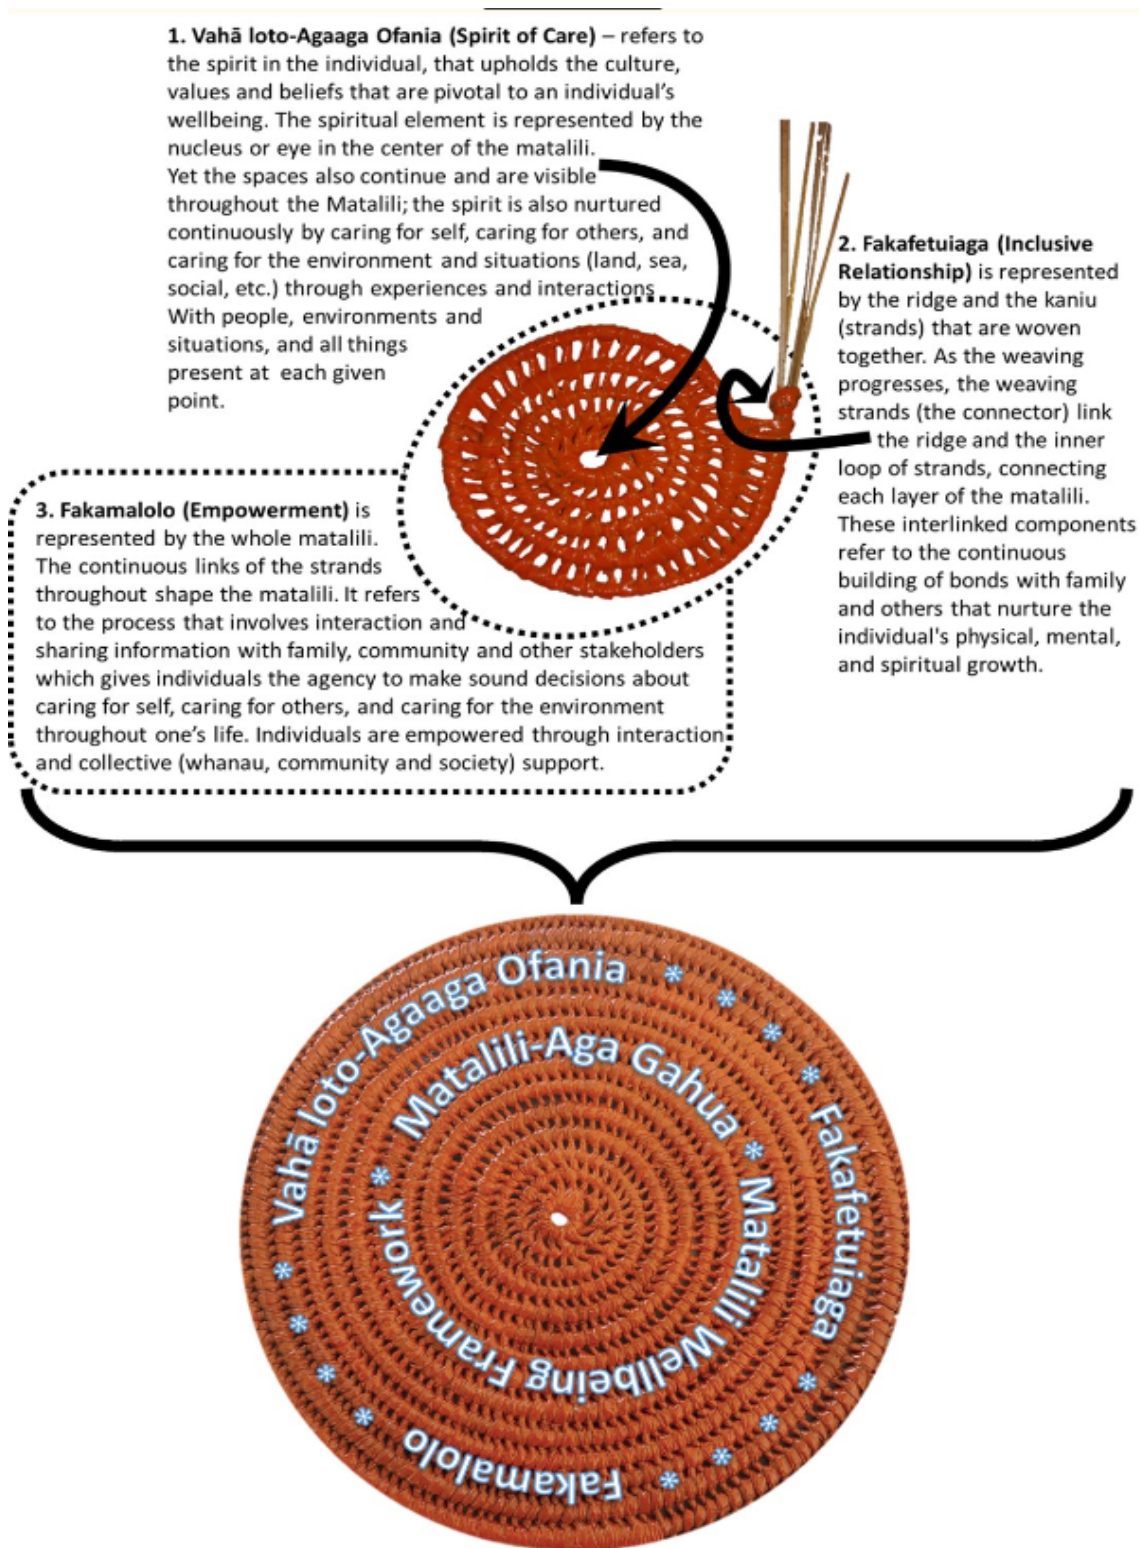 1. Vahā loto-Agaaga Ofania (Spirit of Care) – refers to
the spirit in the individual, that upholds the culture,
values and beliefs that are pivotal to an individual's
wellbeing. The spiritual element is represented by the
nucleus or eye in the center of the matalili.
Yet the spaces also continue and are visible
throughout the Matalili; the spirit is also nurtured
continuously by caring for self, caring for others, and
caring for the environment and situations (land, sea,
social, etc.) through experiences and interactions
With people, environments and
situations, and all things
present at each given
point.
2. Fakafetuiaga (Inclusive
Relationship) is represented
by the ridge and the kaniu
(strands) that are woven
together. As the weaving
progresses, the weaving
strands (the connector) link
the ridge and the inner
loop of strands, connecting
each layer of the matalili.
These interlinked components
refer to the continuous
building of bonds with family
and others that nurture the
individual's physical, mental,
and spiritual growth.
3. Fakamalolo (Empowerment) is
represented by the whole matalili.
The continuous links of the strands
throughout shape the matalili. It refers
to the process that involves interaction and
sharing information with family, community and other stakeholders
which gives individuals the agency to make sound decisions about
caring for self, caring for others, and caring for the environment
throughout one's life. Individuals are empowered through interaction
and collective (whanau, community and society) support.
Vahā loto-Agaaga Ofania
Fakafetuiaga
Fakamalolo
Matalili-Aga Gahua
Matalili Wellbeing Framework